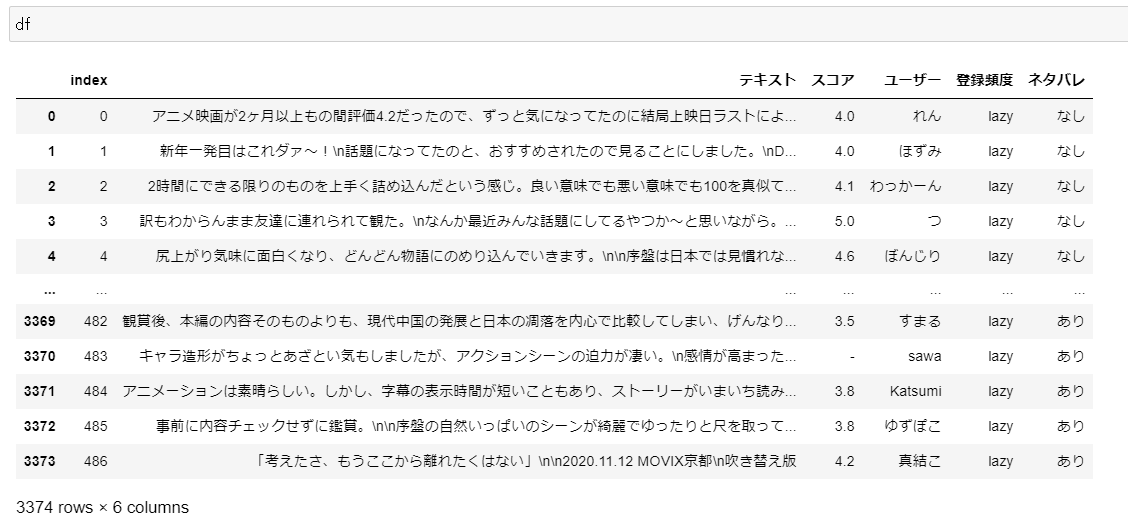 df
index テキスト スコア ユーザー 登録頻度 ネタバレ
0 0 アニメ映画が2ヶ月以上もの間評価4.2だったので、ずっと気になってたのに結局上映日ラストによ... 4.0 れん lazy なし
1 1 新年一発目はこれダァ〜！\n話題になってたのと、おすすめされたので見ることにしました。\nD... 4.0 ほずみ lazy なし
2 2 2時間にできる限りのものを上手く詰め込んだという感じ。良い意味でも悪い意味でも100を真似て... 4.1 わっかーん lazy なし
3 3 訳もわからんまま友達に連れられて観た。\nなんか最近みんな話題にしてるやつか〜と思いながら。... 5.0 つ lazy なし
4 4 尻上がり気味に面白くなり、どんどん物語にのめり込んでいきます。\n\n序盤は日本では見慣れな... 4.6 ぼんじり lazy なし
... ... ... ... ... ... ...
3369 482 観賞後、本編の内容そのものよりも、現代中国の発展と日本の凋落を内心で比較してしまい、げんなり... 3.5 すまる lazy あり
3370 483 キャラ造形がちょっとあざとい気もしましたが、アクションシーンの迫力が凄い。\n感情が高まった... - sawa lazy あり
3371 484 アニメーションは素晴らしい。しかし、字幕の表示時間が短いこともあり、ストーリーがいまいち読み... 3.8 Katsumi lazy あり
3372 485 事前に内容チェックせずに鑑賞。\n\n序盤の自然いっぱいのシーンが綺麗でゆったりと尺を取って... 3.8 ゆずぽこ lazy あり
3373 486 「考えたさ、もうここから離れたくはない」\n\n2020.11.12 MOVIX京都\n吹き替え版 4.2 真結こ lazy あり
3374 rows × 6 columns